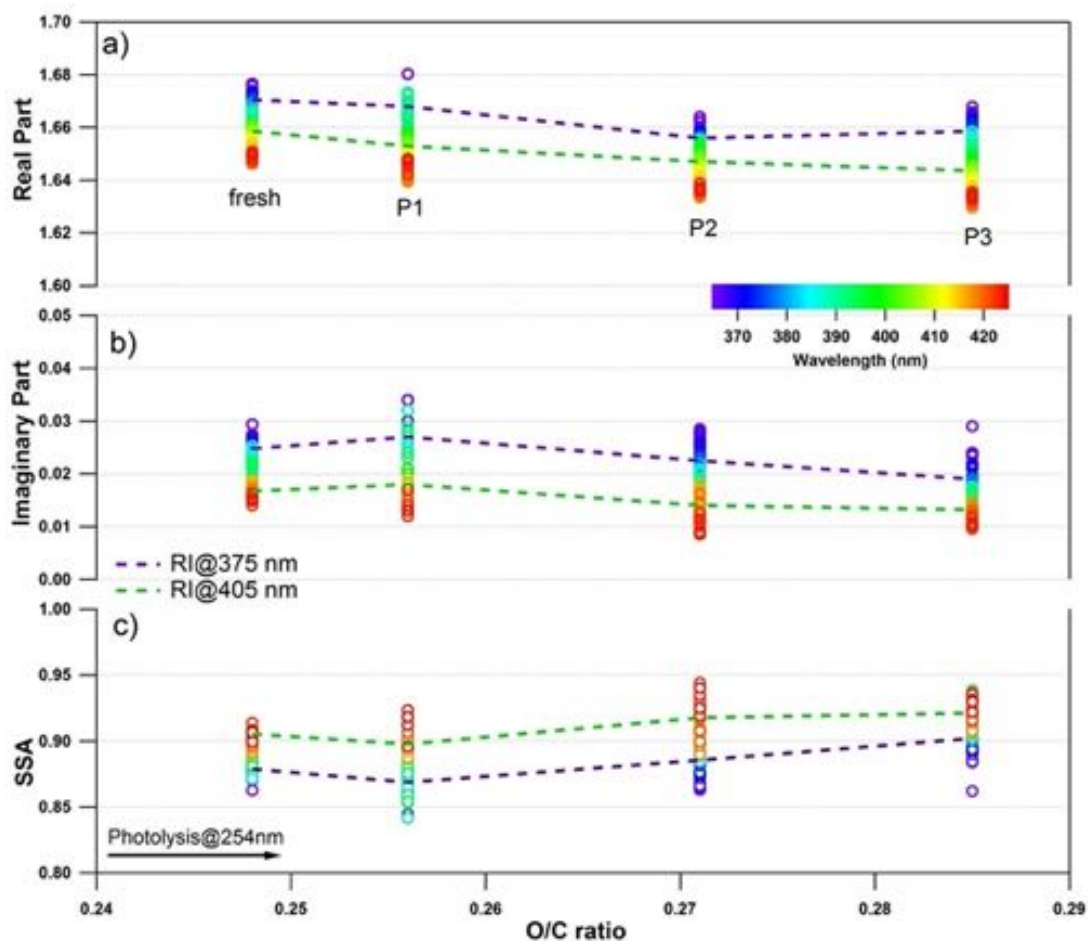 a)
Real Part
1.70
1.68
1.66
1.64
1.62
1.60
fresh
P1
P2
P3
370 380 390 400 410 420
Wavelength (nm)
b)
Imaginary Part
0.05
0.04
0.03
0.02
0.01
0.00
RI@375 nm
RI@405 nm
c)
SSA
1.00
0.95
0.90
0.85
0.80
Photolysis@254nm
0.24 0.25 0.26 0.27 0.28 0.29
O/C ratio